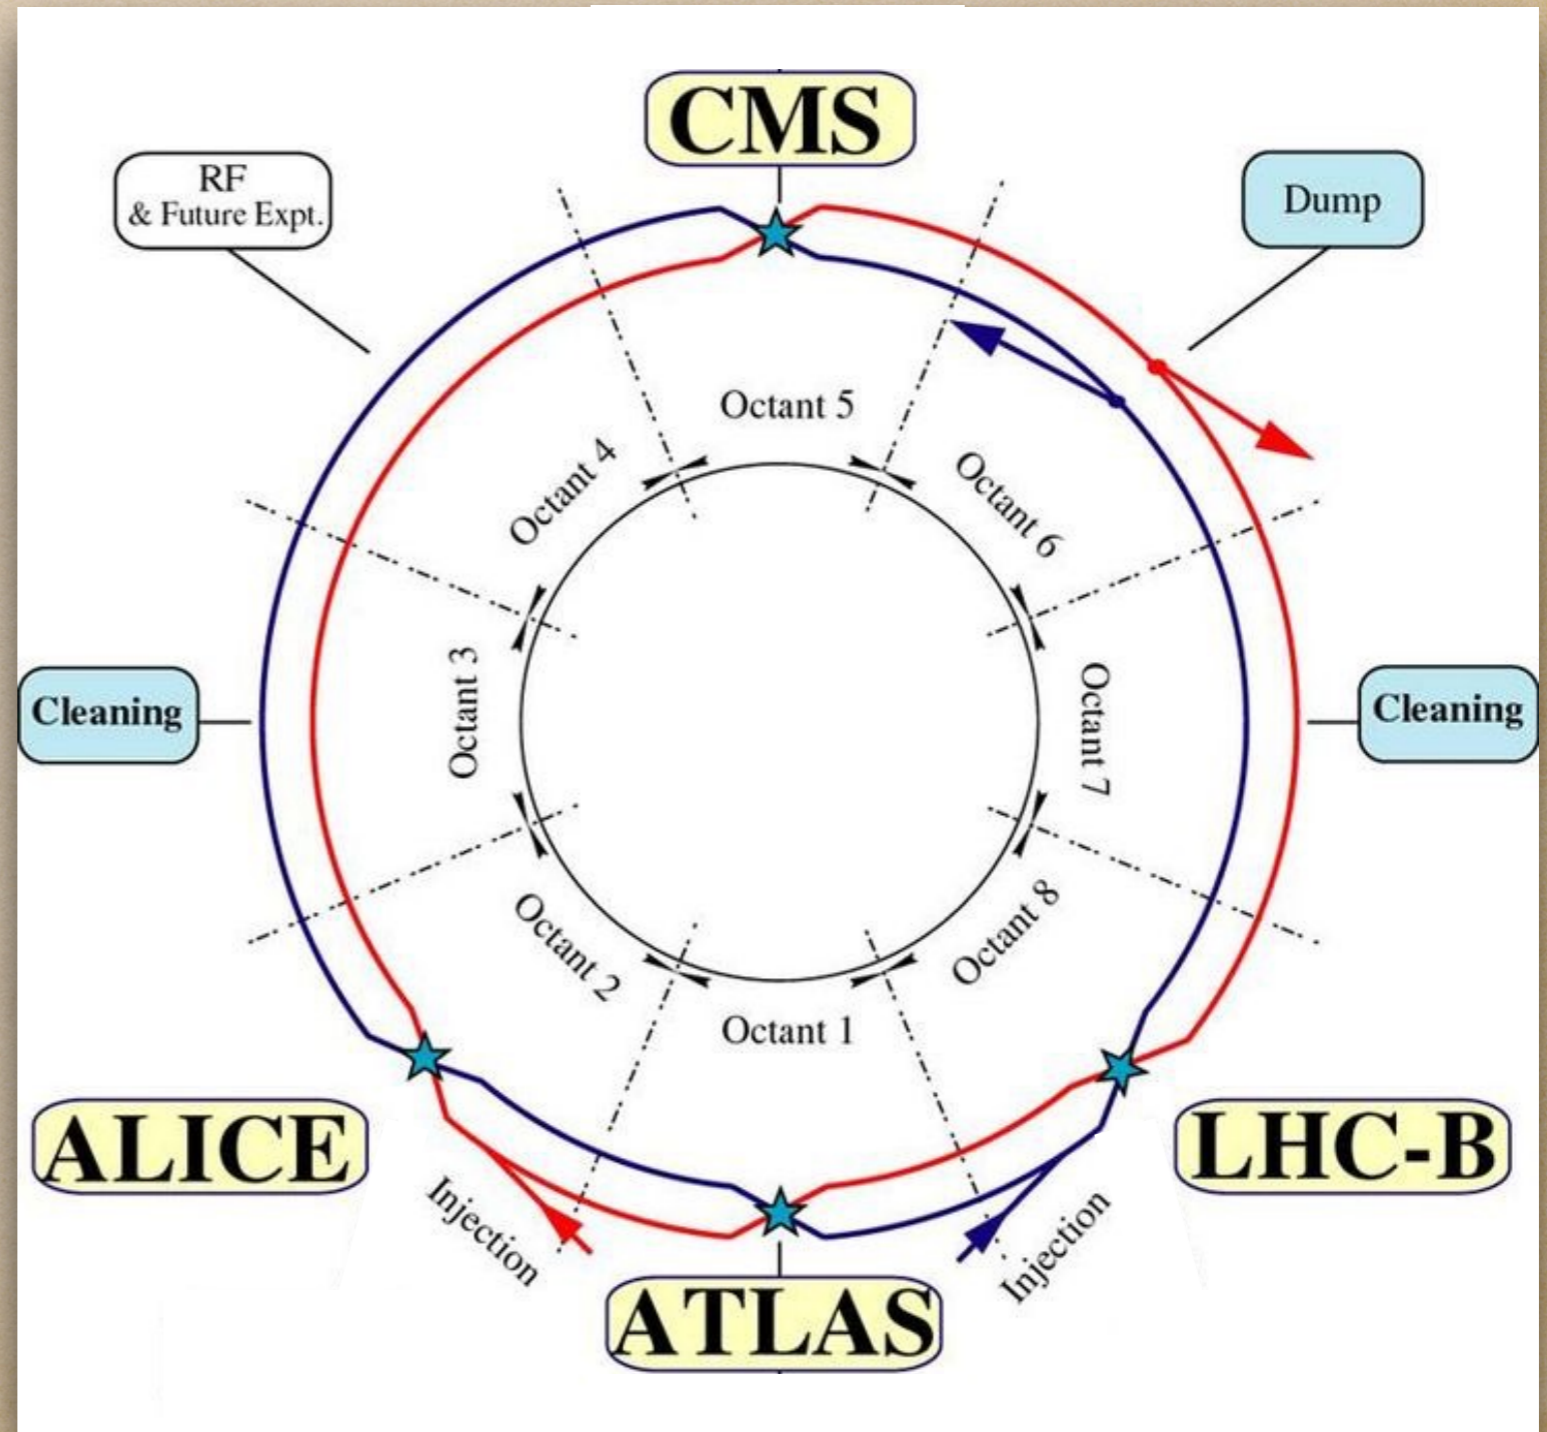 CMS
RF
& Future Expt.
Dump
Octant 5
Octant 4
Octant 6
Cleaning
Octant 3
Octant 7
Cleaning
Octant 2
Octant 8
Octant 1
ALICE
LHC-B
Injection
Injection
ATLAS